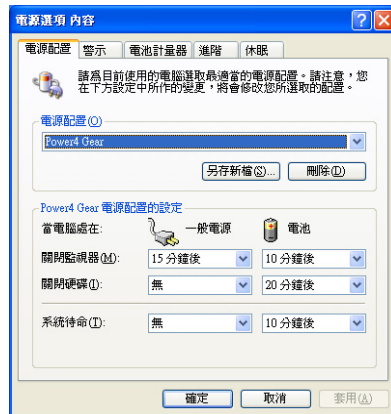 電源選項 內容
電源配置 警示 電池計量器 進階 休眠
請為目前使用的電腦選取最適當的電源配置。請注意，您
在下方設定中所作的變更，將會修改您所選取的配置。
電源配置(O)
Power4 Gear
另存新檔(S)... 刪除(D)
Power4 Gear 電源配置的設定
當電腦處在: 一般電源 電池
關閉監視器(M): 15 分鐘後 10 分鐘後
關閉硬碟(I): 無 20 分鐘後
系統待命(T): 無 10 分鐘後
確定 取消 套用(A)